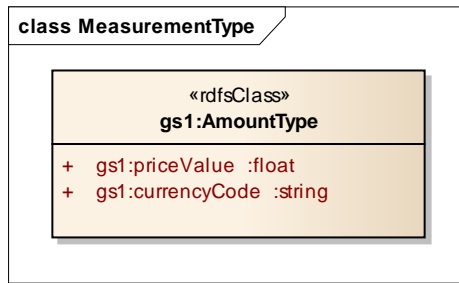 class MeasurementType
«rdfsClass»
gs1:AmountType
+ gs1:priceValue :float
+ gs1:currencyCode :string